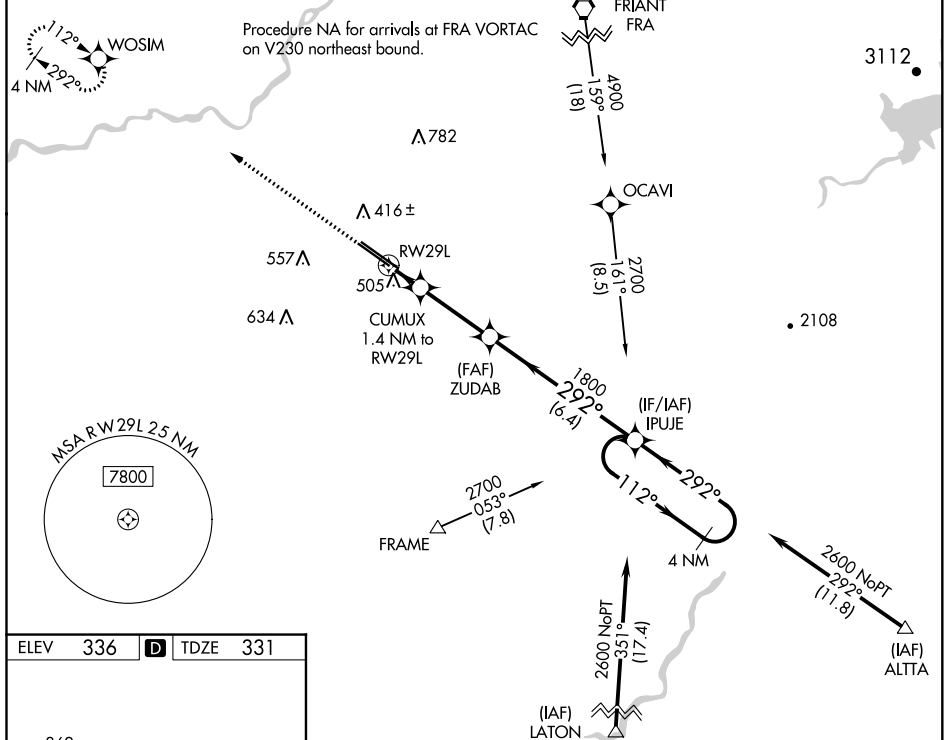 FRIANT
FRA
Procedure NA for arrivals at FRA VORTAC
on V230 northeast bound.
112°
WOSIM
292°
4 NM
3112
4900
159°
(18)
782
OCAVI
416 ±
RW29L
557
505
2700
161°
(8.5)
634
CUMUX
1.4 NM to
RW29L
2108
(FAF)
ZUDAB
1800
292°
(6.4)
(IF/IAF)
IPUJE
MSA RW29L 25 NM
7800
292°
112°
2700
053°
(7.8)
FRAME
4 NM
2600 NoPT
292°
(11.8)
2600 NoPT
351°
(17.4)
(IAF)
ALTTA
ELEV 336 D TDZE 331
(IAF)
LATON